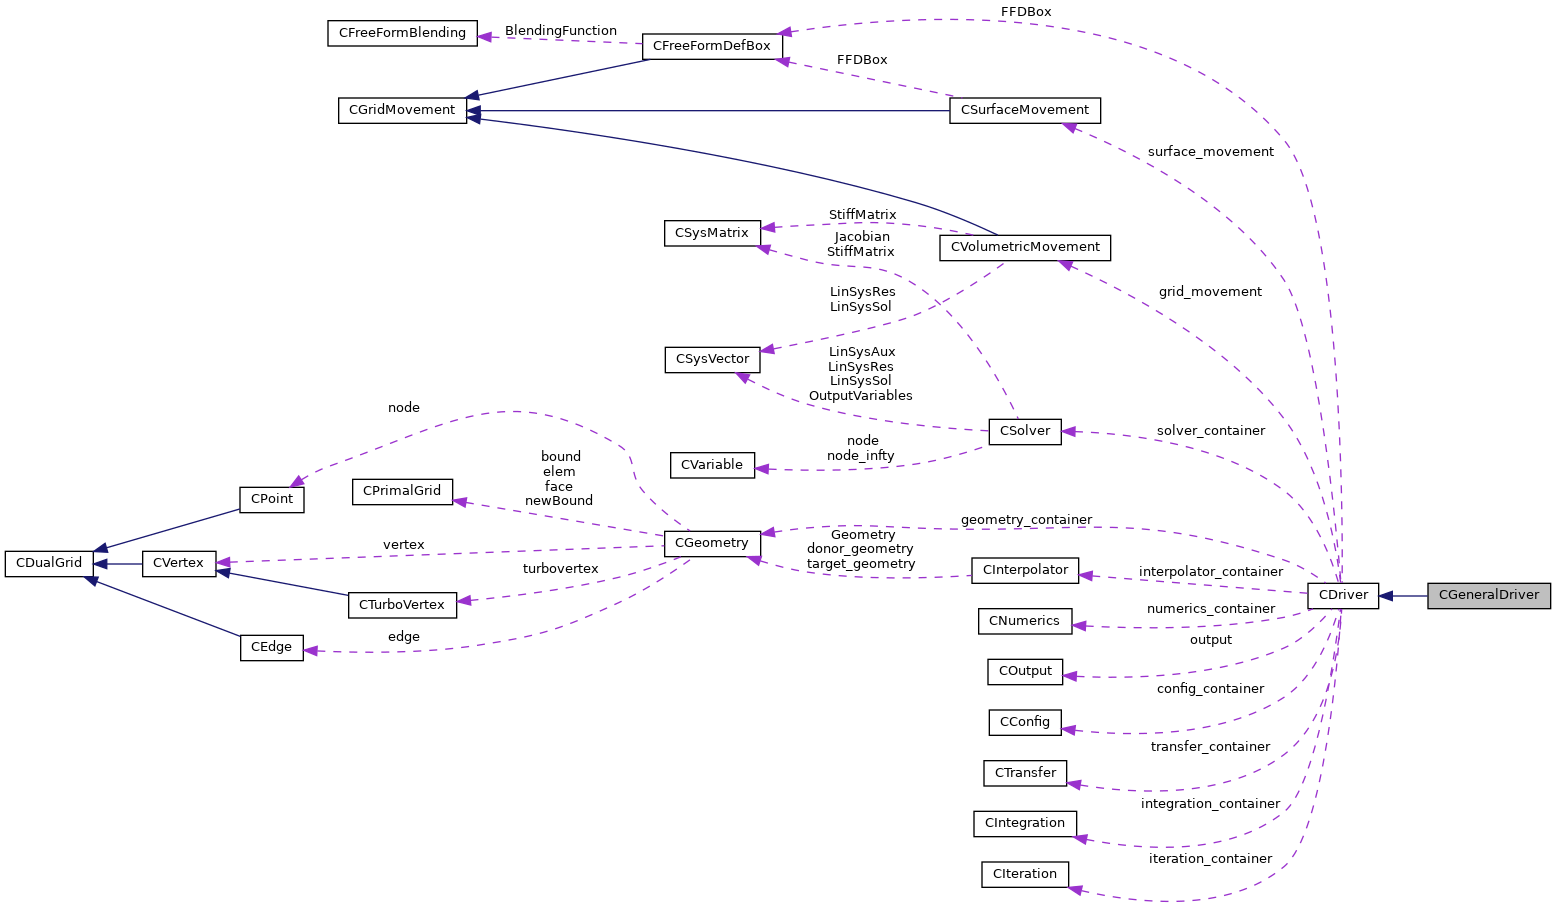 FFDBox
CFreeFormBlending
BlendingFunction
CFreeFormDefBox
FFDBox
CGridMovement
CSurfaceMovement
surface_movement
StiffMatrix
CSysMatrix
Jacobian
StiffMatrix
CVolumetricMovement
LinSysRes
LinSysSol
grid_movement
CSysVector
LinSysAux
LinSysRes
LinSysSol
OutputVariables
node
CSolver
solver_container
node
node_infty
CVariable
bound
elem
face
newBound
CPrimalGrid
CPoint
geometry_container
CGeometry
Geometry
donor_geometry
target_geometry
vertex
CDualGrid
CVertex
turbovertex
CInterpolator
interpolator_container
CDriver
CGeneralDriver
CTurboVertex
numerics_container
CNumerics
edge
CEdge
output
COutput
config_container
CConfig
transfer_container
CTransfer
integration_container
CIntegration
iteration_container
CIteration